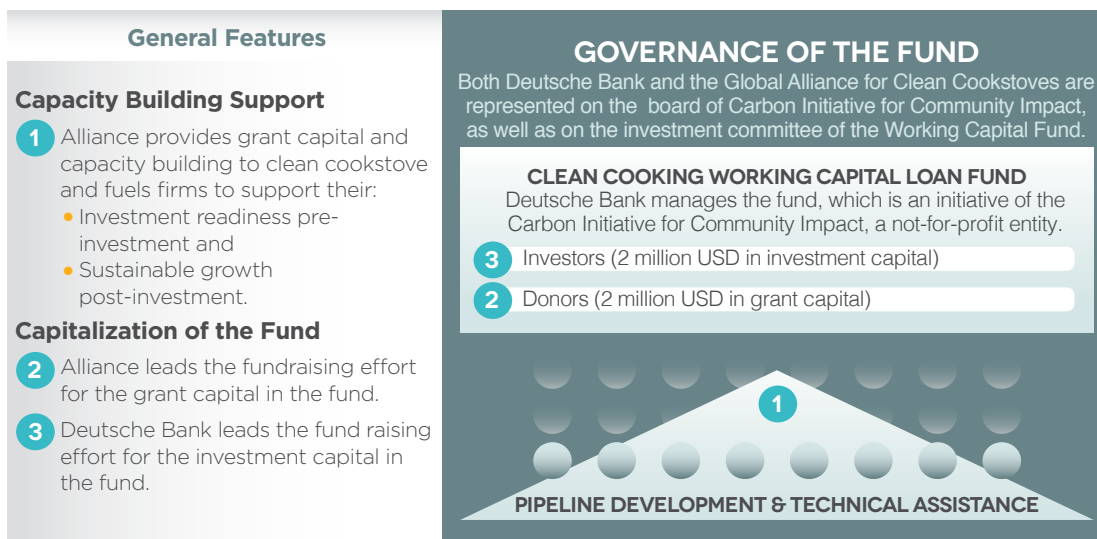 General Features
Capacity Building Support
1 Alliance provides grant capital and
capacity building to clean cookstove
and fuels firms to support their:
• Investment readiness pre-
investment and
• Sustainable growth
post-investment.
Capitalization of the Fund
2 Alliance leads the fundraising effort
for the grant capital in the fund.
3 Deutsche Bank leads the fund raising
effort for the investment capital in
the fund.
GOVERNANCE OF THE FUND
Both Deutsche Bank and the Global Alliance for Clean Cookstoves are
represented on the board of Carbon Initiative for Community Impact,
as well as on the investment committee of the Working Capital Fund.
CLEAN COOKING WORKING CAPITAL LOAN FUND
Deutsche Bank manages the fund, which is an initiative of the
Carbon Initiative for Community Impact, a not-for-profit entity.
3 Investors (2 million USD in investment capital)
2 Donors (2 million USD in grant capital)
1
PIPELINE DEVELOPMENT & TECHNICAL ASSISTANCE